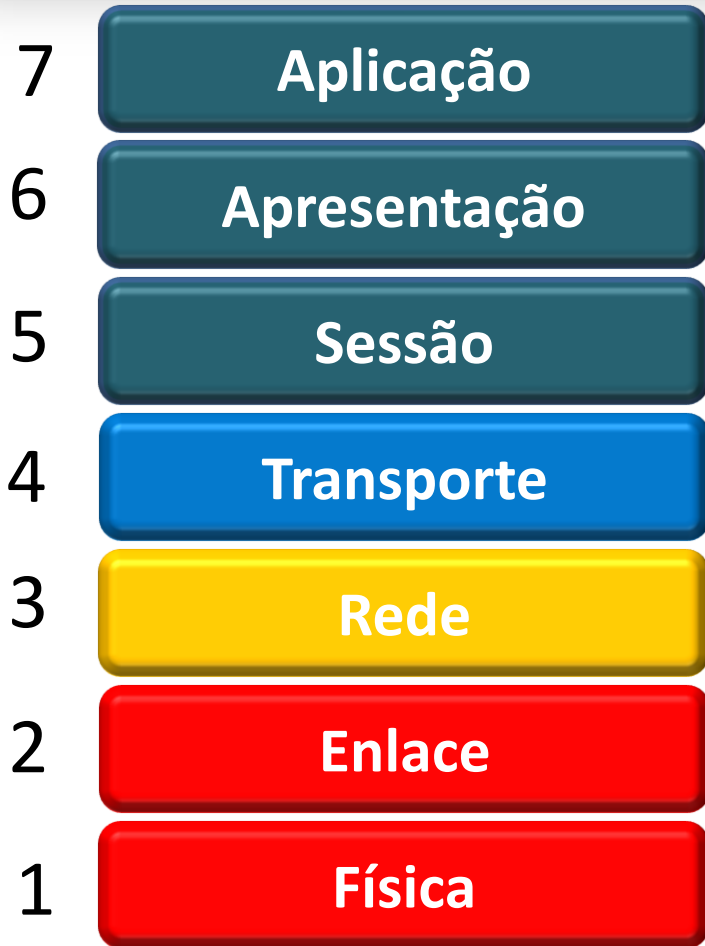 7 Aplicação
6 Apresentação
5 Sessão
4 Transporte
3 Rede
2 Enlace
1 Física